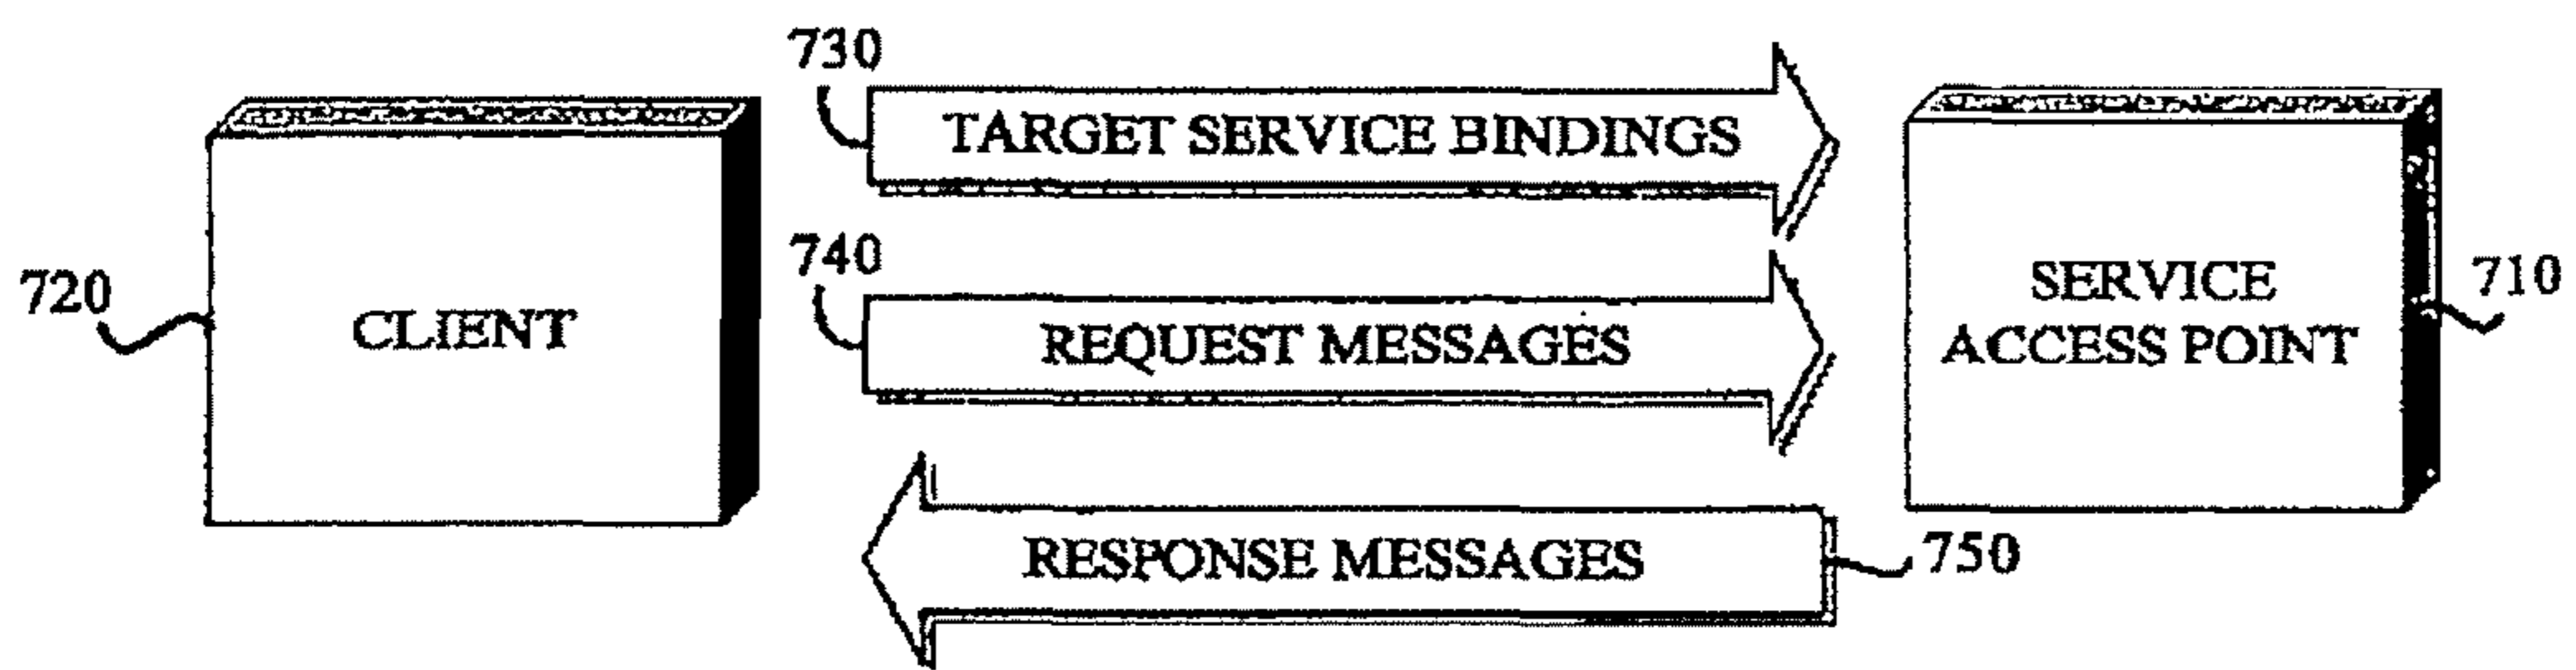 730
TARGET SERVICE BINDINGS
740
720
CLIENT
REQUEST MESSAGES
SERVICE
ACCESS POINT
710
RESPONSE MESSAGES
750